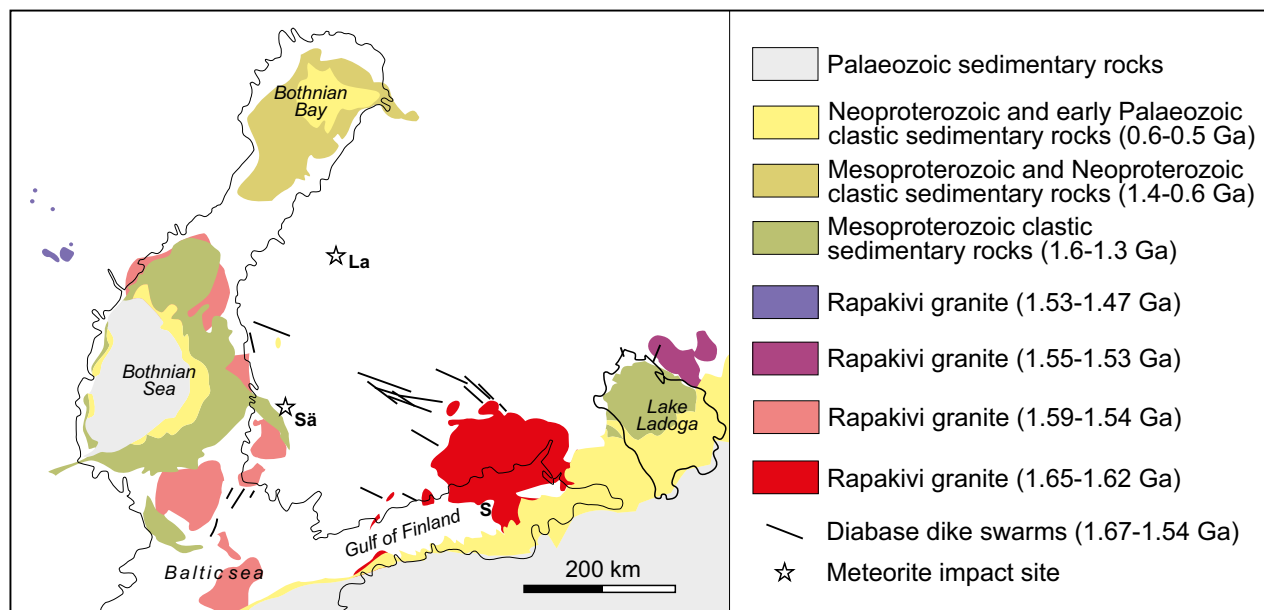 Bothnian
Bay
La
Bothnian
Sea
Sä
Lake
Ladoga
S
Gulf of Finland
Baltic sea
200 km
Palaeozoic sedimentary rocks
Neoproterozoic and early Palaeozoic
clastic sedimentary rocks (0.6-0.5 Ga)
Mesoproterozoic and Neoproterozoic
clastic sedimentary rocks (1.4-0.6 Ga)
Mesoproterozoic clastic
sedimentary rocks (1.6-1.3 Ga)
Rapakivi granite (1.53-1.47 Ga)
Rapakivi granite (1.55-1.53 Ga)
Rapakivi granite (1.59-1.54 Ga)
Rapakivi granite (1.65-1.62 Ga)
Diabase dike swarms (1.67-1.54 Ga)
Meteorite impact site